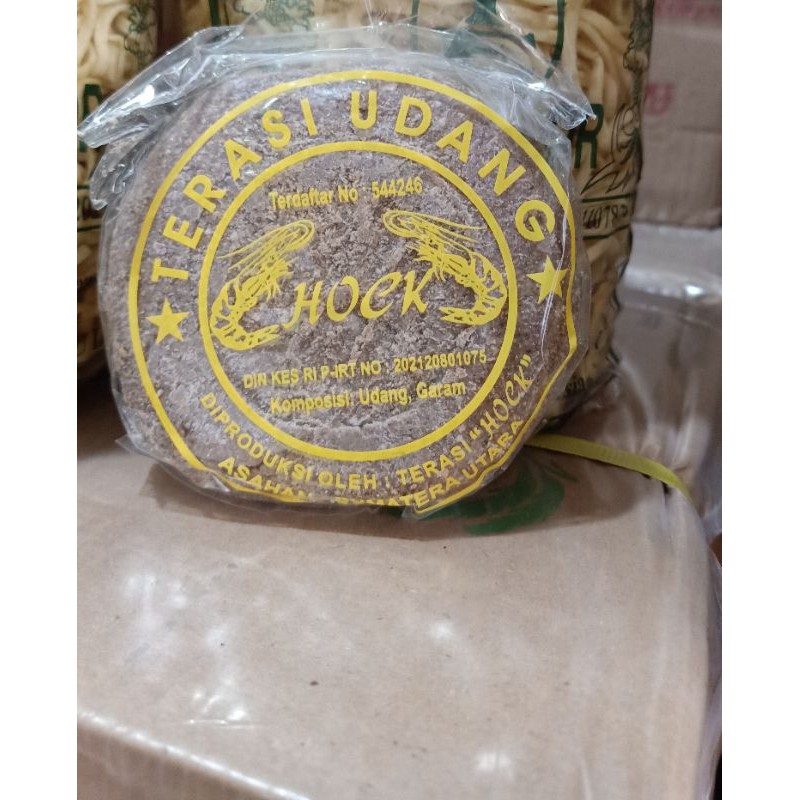 TERASI UDANG
Terdaftar No : 544246
HOCK
DIN KES RI P-IRT NO : 202120801075
Komposisi: Udang, Garam
DIPRODUKSI OLEH : TERASI "HOCK"
ASAHAN SUMATERA UTARA